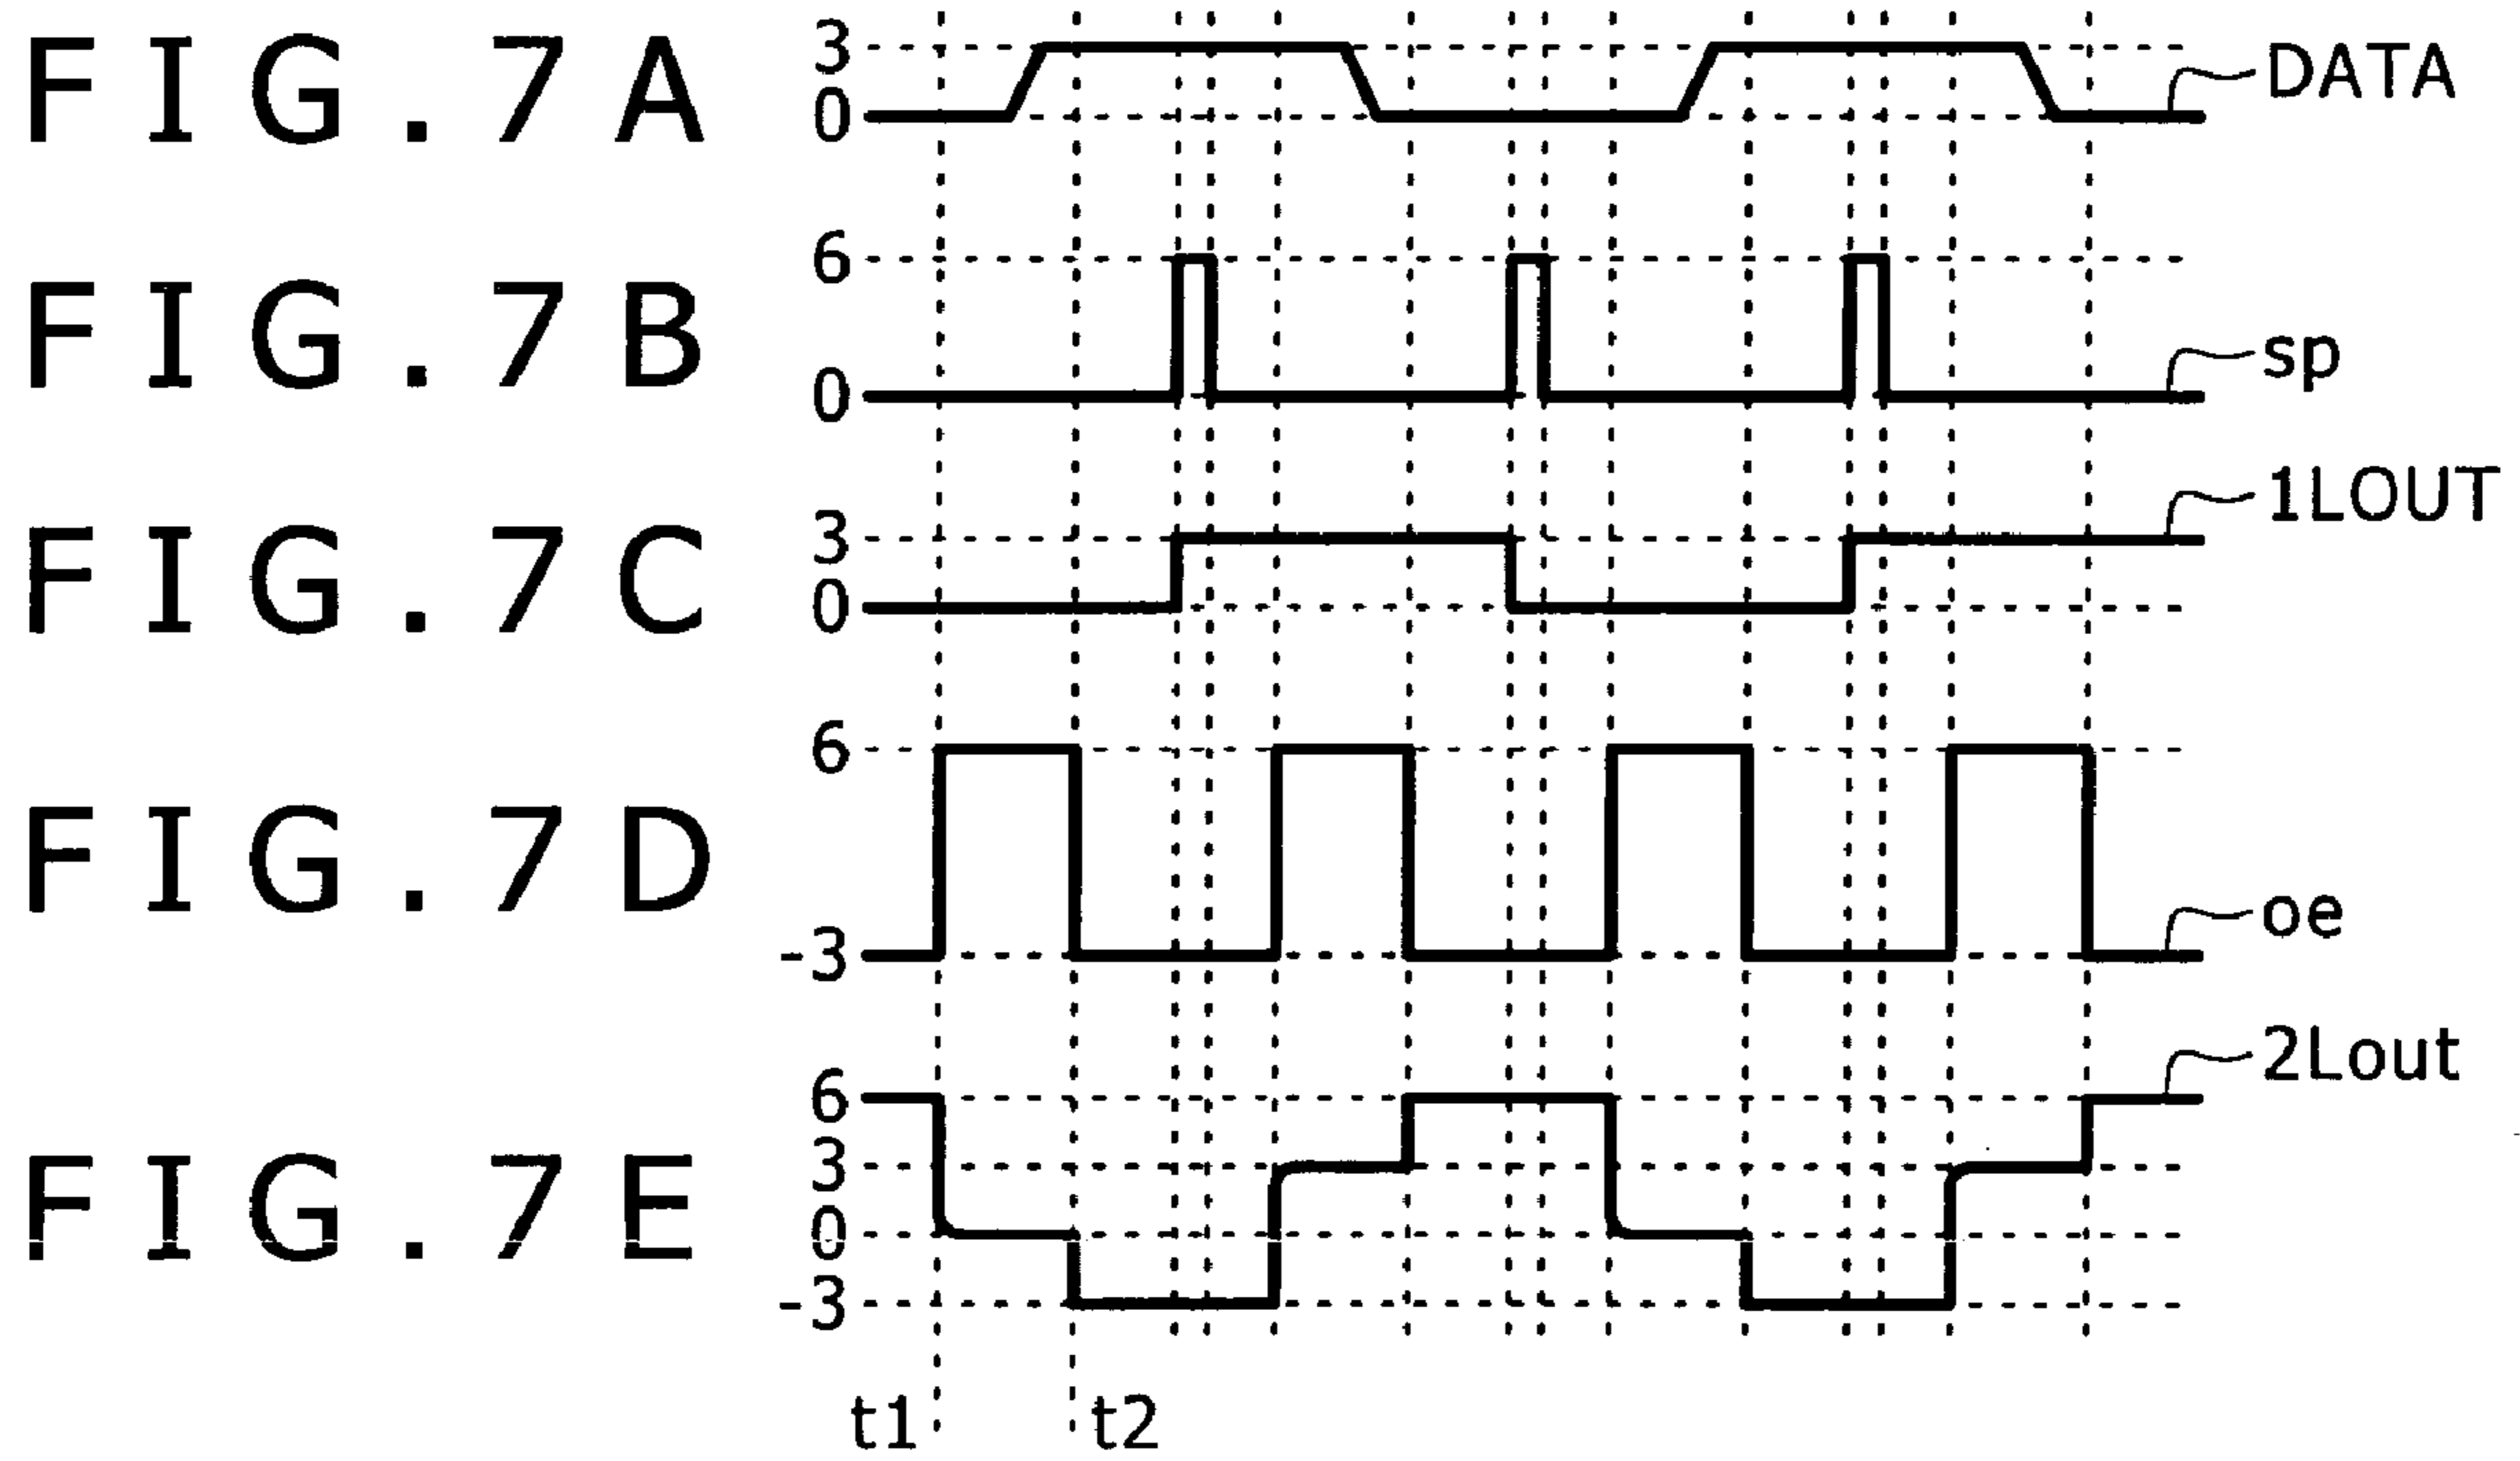 FIG.7A
3
0
DATA
FIG.7B
6
0
sp
FIG.7C
3
0
1LOUT
FIG.7D
6
-3
oe
FIG.7E
6
3
0
-3
2Lout
t1
t2